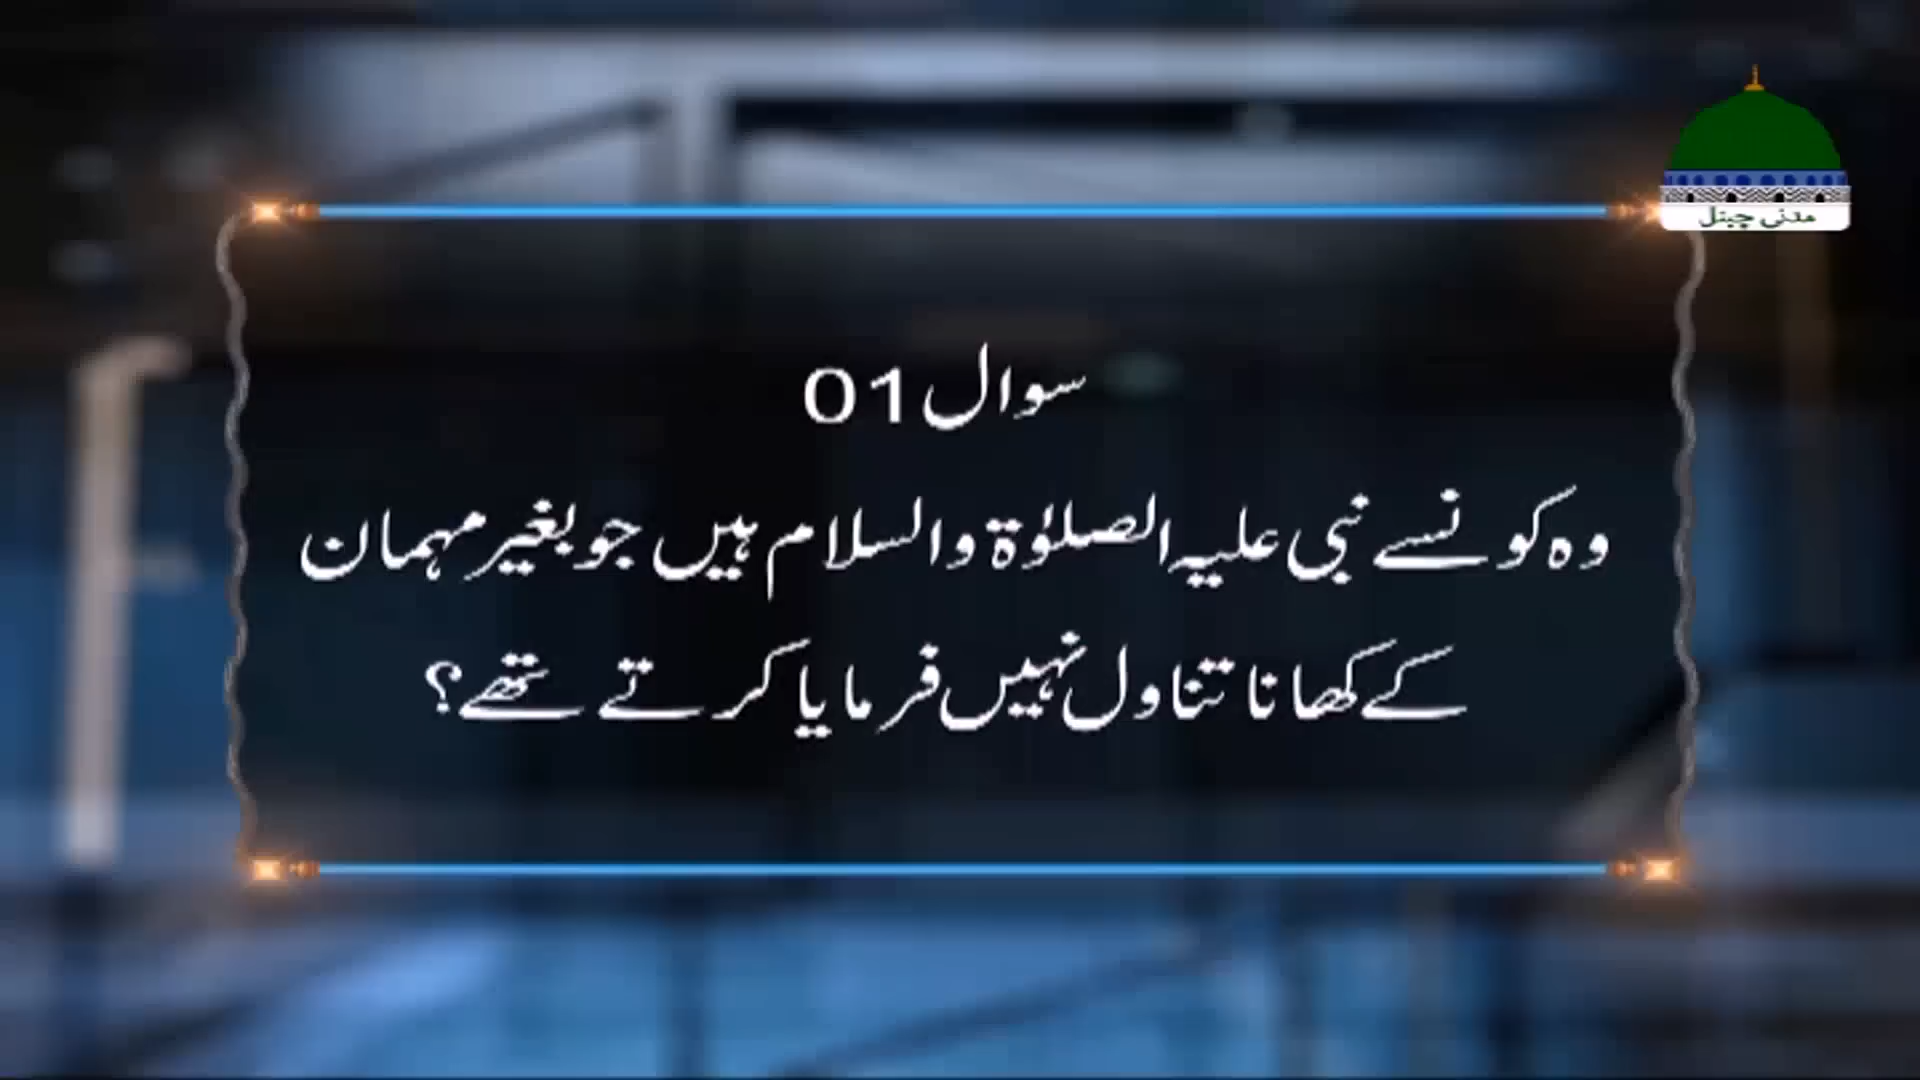 مدنی چینل
سوال 01
وہ کونسے نبی علیہ الصلوٰۃ والسلام ہیں جو بغیر مہمان
کے کھانا تناول نہیں فرمایا کرتے تھے؟